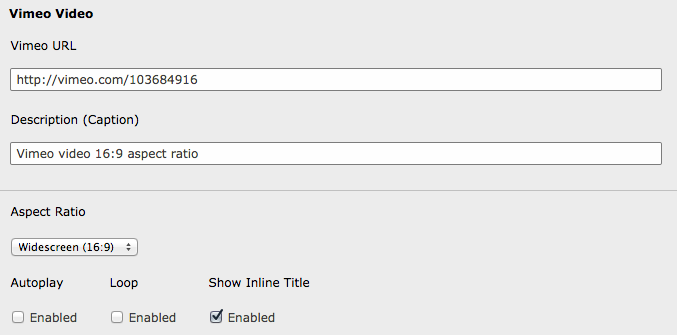 Vimeo Video
Vimeo URL
http://vimeo.com/103684916
Description (Caption)
Vimeo video 16:9 aspect ratio
Aspect Ratio
Widescreen (16:9)
Autoplay Loop Show Inline Title
Enabled Enabled Enabled